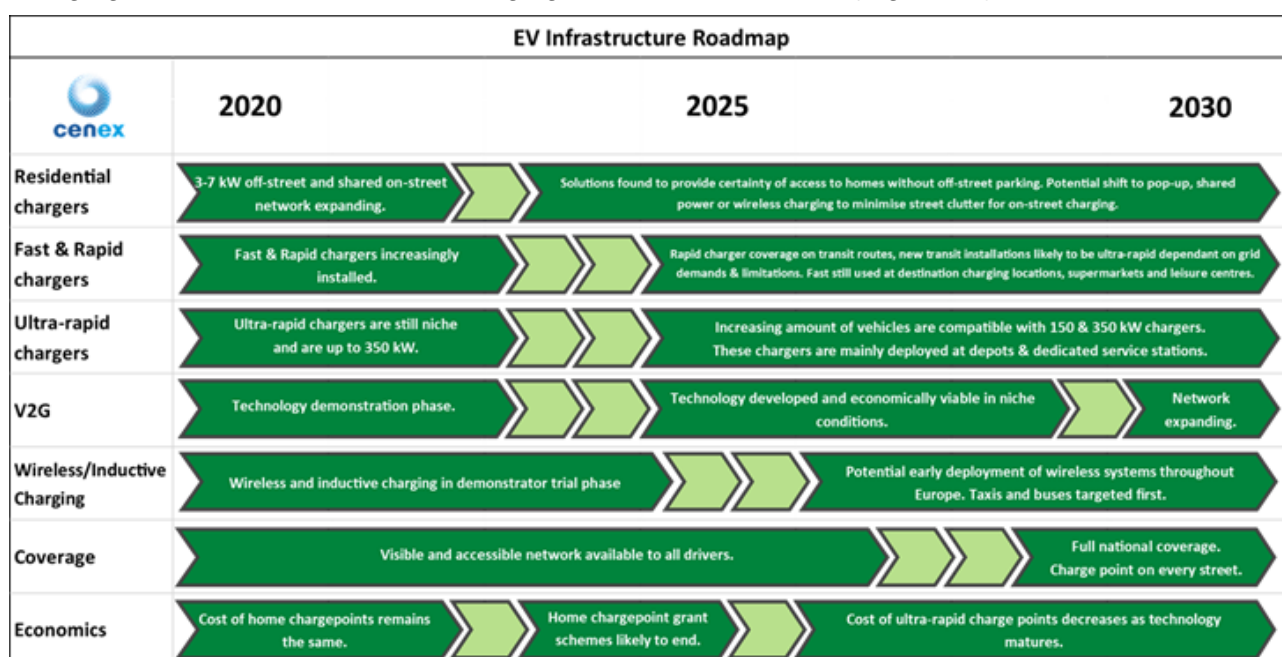 EV Infrastructure Roadmap
cenex
2020
2025
2030
Residential
chargers
3-7 kW off-street and shared on-street
network expanding.
Solutions found to provide certainty of access to homes without off-street parking. Potential shift to pop-up, shared
power or wireless charging to minimise street clutter for on-street charging.
Fast & Rapid
chargers
Fast & Rapid chargers increasingly
installed.
Rapid charger coverage on transit routes, new transit installations likely to be ultra-rapid dependant on grid
demands & limitations. Fast still used at destination charging locations, supermarkets and leisure centres.
Ultra-rapid
chargers
Ultra-rapid chargers are still niche
and are up to 350 kW.
Increasing amount of vehicles are compatible with 150 & 350 kW chargers.
These chargers are mainly deployed at depots & dedicated service stations.
V2G
Technology demonstration phase.
Technology developed and economically viable in niche
conditions.
Network
expanding.
Wireless/Inductive
Charging
Wireless and inductive charging in demonstrator trial phase
Potential early deployment of wireless systems throughout
Europe. Taxis and buses targeted first.
Coverage
Visible and accessible network available to all drivers.
Full national coverage.
Charge point on every street.
Economics
Cost of home chargepoints remains
the same.
Home chargepoint grant
schemes likely to end.
Cost of ultra-rapid charge points decreases as technology
matures.